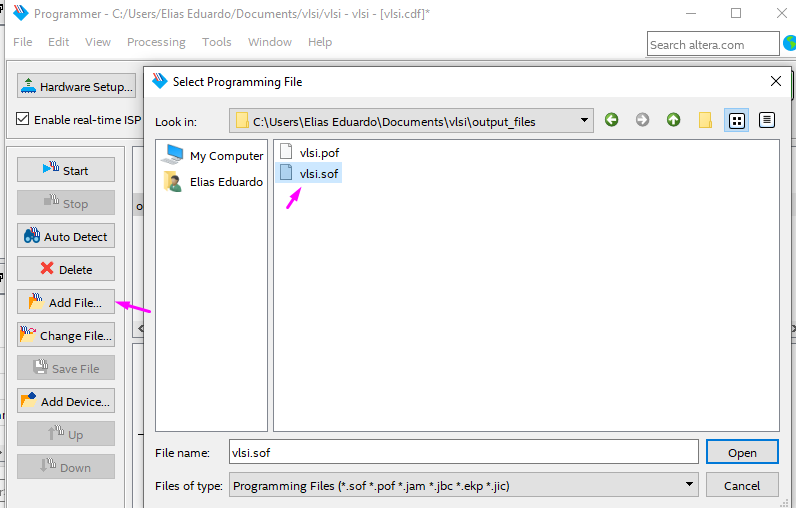 Programmer - C:/Users/Elias Eduardo/Documents/vlsi/vlsi - vlsi - [vlsi.cdf]*
File Edit View Processing Tools Window Help
Search altera.com
Hardware Setup...
Enable real-time ISP
Start
Stop
Auto Detect
Delete
Add File...
Change File...
Save File
Add Device...
Up
Down
Select Programming File
Look in: C:\Users\Elias Eduardo\Documents\vlsi\output_files
My Computer
Elias Eduardo
vlsi.pof
vlsi.sof
File name: vlsi.sof Open
Files of type: Programming Files (*.sof *.pof *.jam *.jbc *.ekp *.jic) Cancel